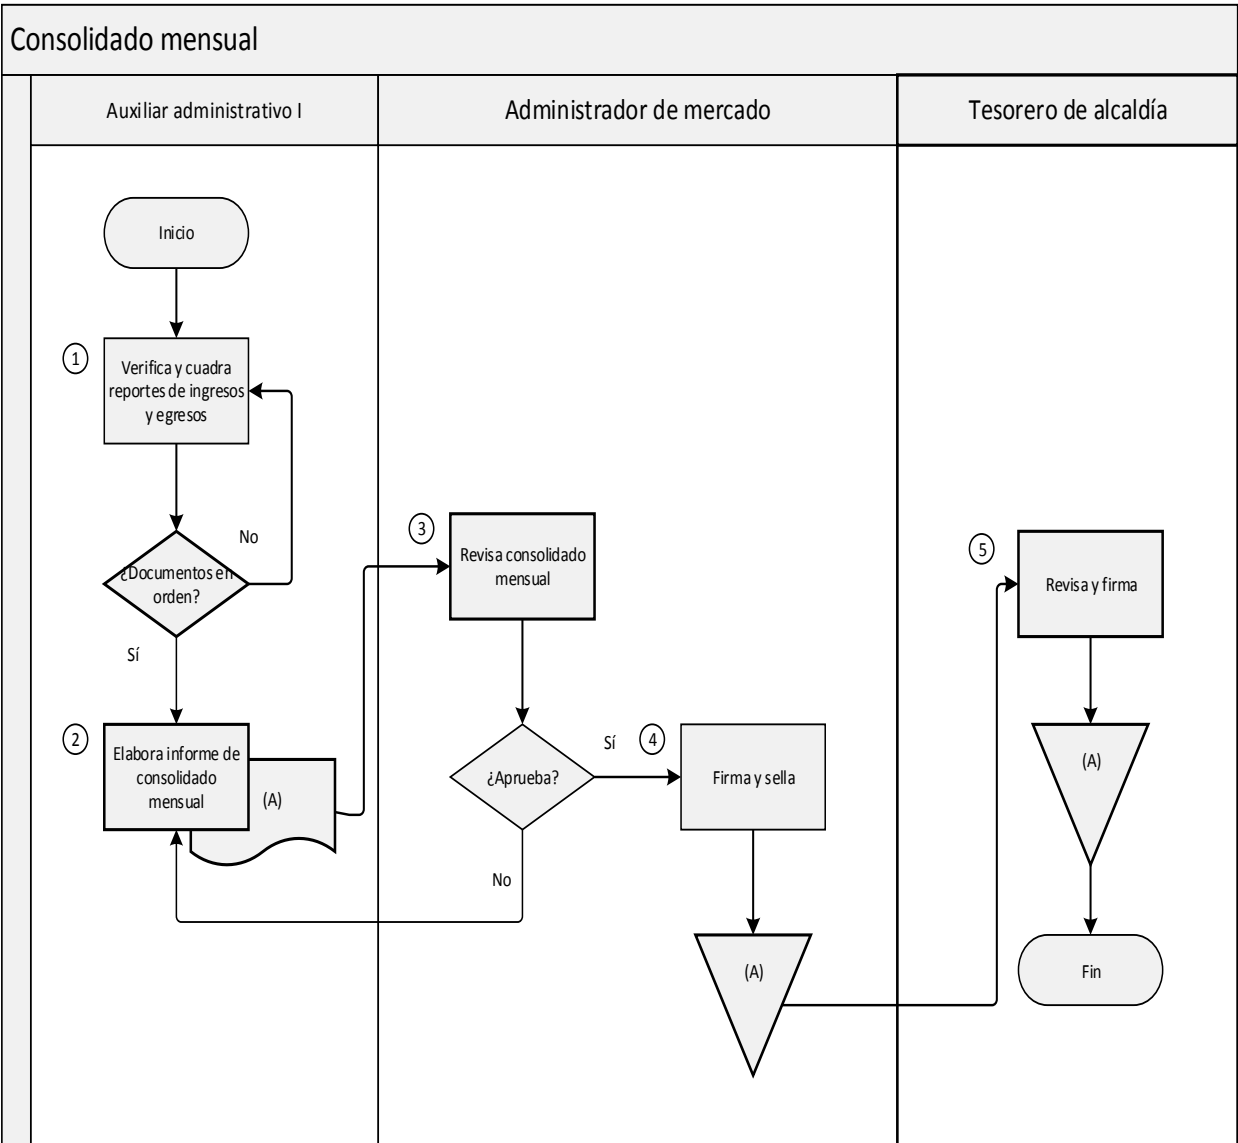 Consolidado mensual
Auxiliar administrativo I
Administrador de mercado
Tesorero de alcaldía
Inicio
1
Verifica y cuadra
reportes de ingresos
y egresos
No
¿Documentos en
orden?
Sí
2
Elabora informe de
consolidado
mensual
(A)
3
Revisa consolidado
mensual
¿Aprueba?
Sí
4
Firma y sella
No
(A)
5
Revisa y firma
(A)
Fin